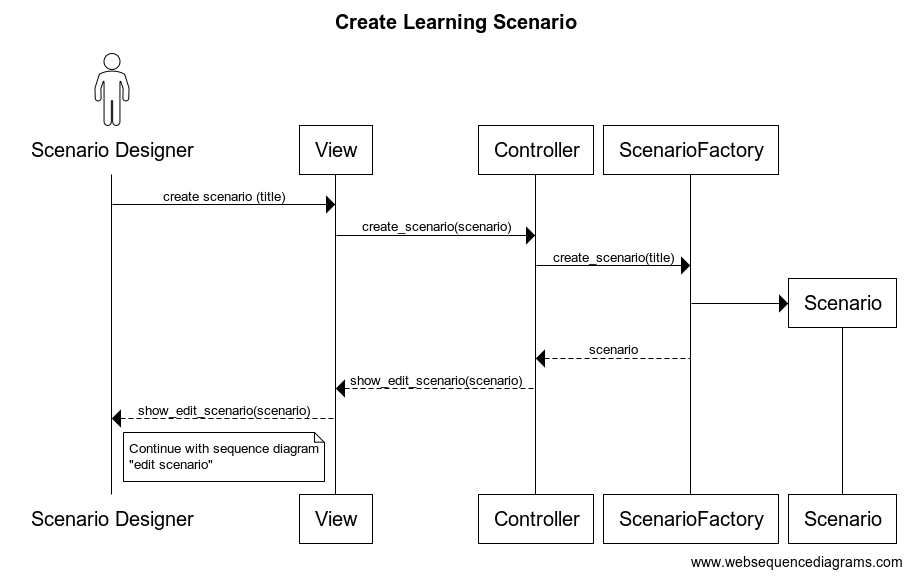 Create Learning Scenario
Scenario Designer
View
Controller
ScenarioFactory
create scenario (title)
create_scenario(scenario)
create_scenario(title)
Scenario
scenario
show_edit_scenario(scenario)
show_edit_scenario(scenario)
Continue with sequence diagram
"edit scenario"
Scenario Designer
View
Controller
ScenarioFactory
Scenario
www.websequencediagrams.com